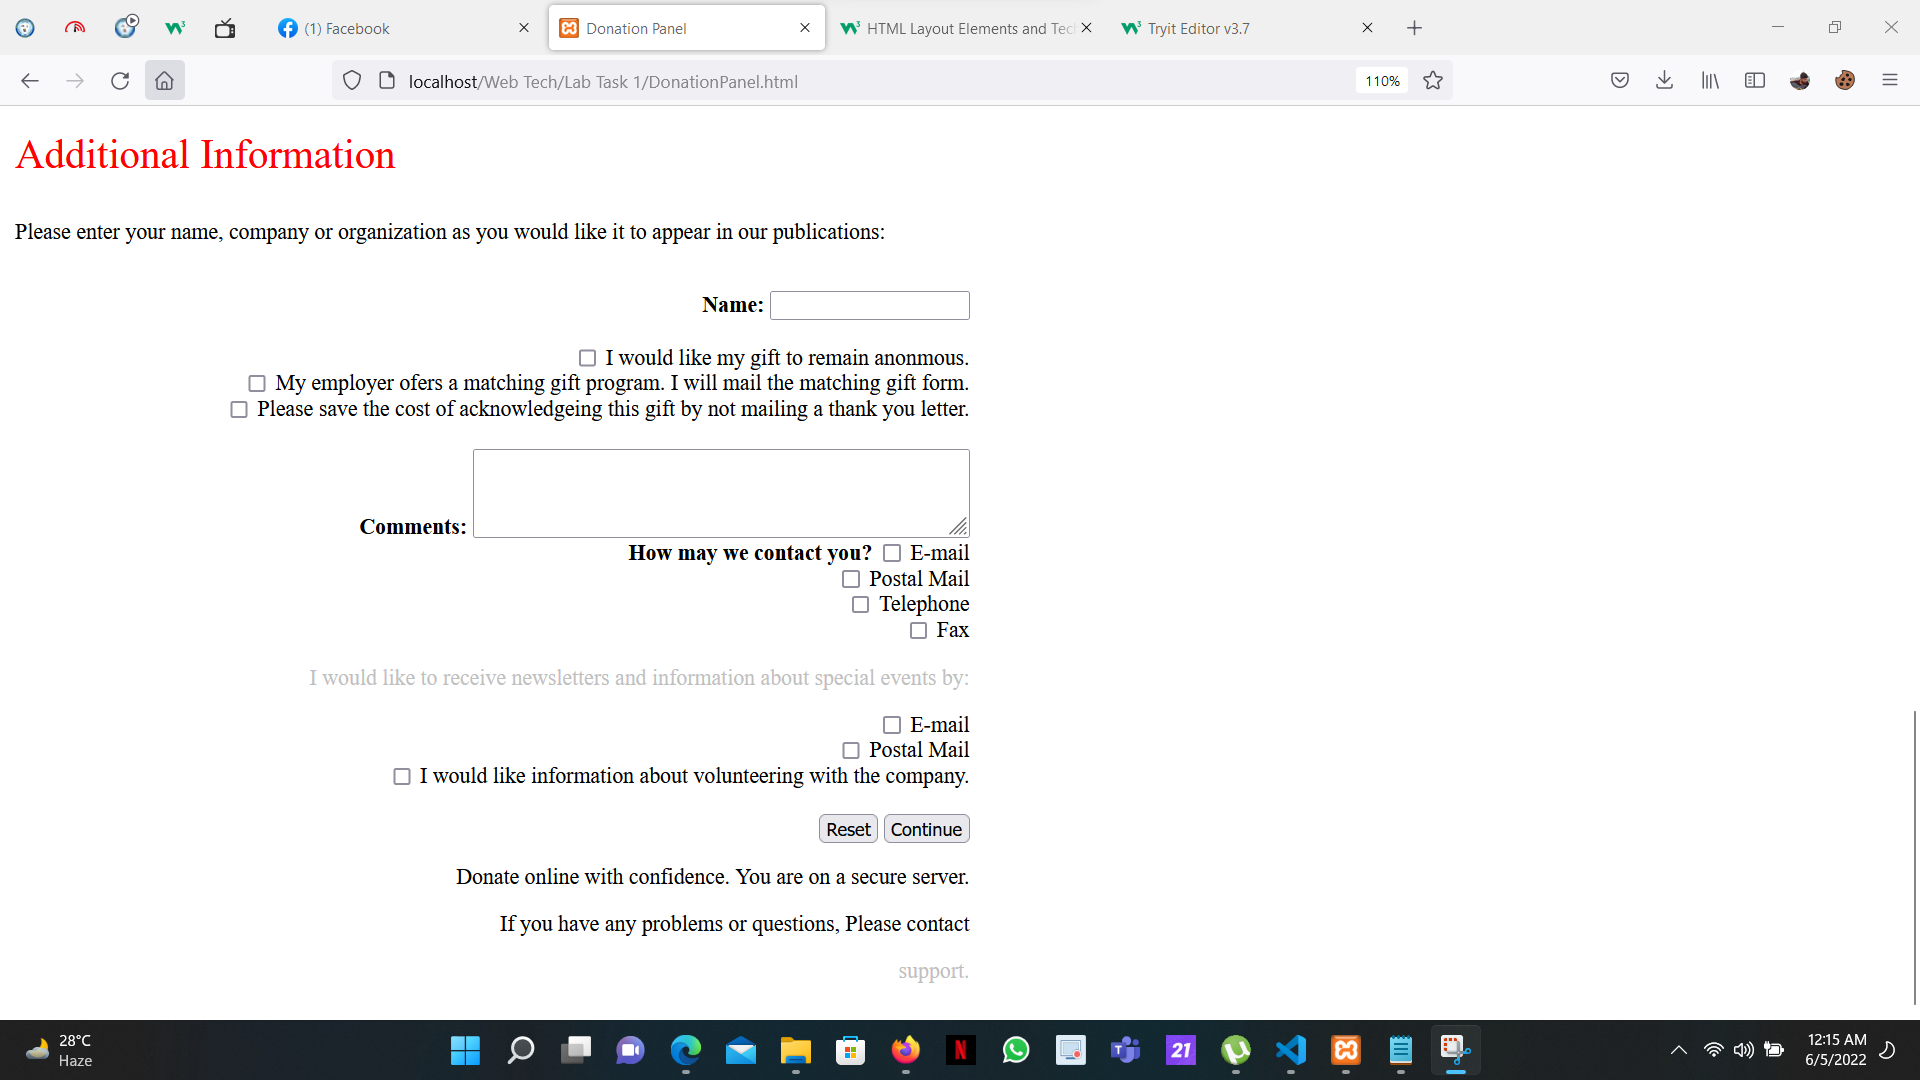 (1) Facebook
Donation Panel
HTML Layout Elements and Tec
Tryit Editor v3.7
localhost/Web Tech/Lab Task 1/DonationPanel.html
110%
Additional Information
Please enter your name, company or organization as you would like it to appear in our publications:
Name:
I would like my gift to remain anonmous.
My employer ofers a matching gift program. I will mail the matching gift form.
Please save the cost of acknowledgeing this gift by not mailing a thank you letter.
Comments:
How may we contact you? E-mail
Postal Mail
Telephone
Fax
I would like to receive newsletters and information about special events by:
E-mail
Postal Mail
I would like information about volunteering with the company.
Reset Continue
Donate online with confidence. You are on a secure server.
If you have any problems or questions, Please contact
support.
28°C
Haze
21
12:15 AM
6/5/2022